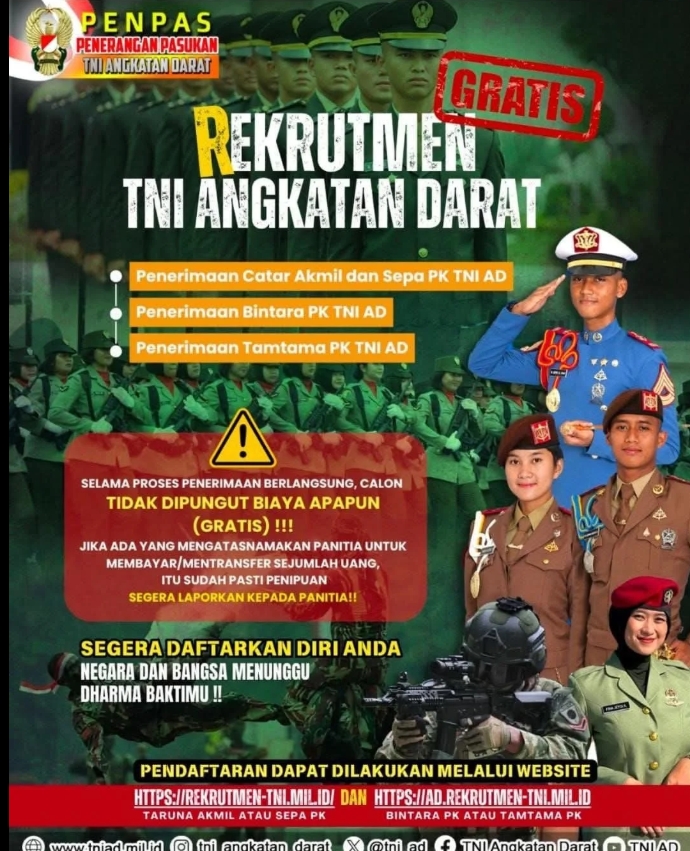 PENPAS
PENERANGAN PASUKAN
TNI ANGKATAN DARAT
GRATIS
REKRUTMEN
TNI ANGKATAN DARAT
Penerimaan Catar Akmil dan Sepa PK TNI AD
Penerimaan Bintara PK TNI AD
Penerimaan Tamtama PK TNI AD
SELAMA PROSES PENERIMAAN BERLANGSUNG, CALON
TIDAK DIPUNGUT BIAYA APAPUN
(GRATIS) !!!
JIKA ADA YANG MENGATASNAMAKAN PANITIA UNTUK
MEMBAYAR/MENTRANSFER SEJUMLAH UANG,
ITU SUDAH PASTI PENIPUAN
SEGERA LAPORKAN KEPADA PANITIA!!
SEGERA DAFTARKAN DIRI ANDA
NEGARA DAN BANGSA MENUNGGU
DHARMA BAKTIMU !!
PENDAFTARAN DAPAT DILAKUKAN MELALUI WEBSITE
HTTPS://REKRUTMEN-TNI.MIL.ID/ DAN HTTPS://AD.REKRUTMEN-TNI.MIL.ID
TARUNA AKMIL ATAU SEPA PK BINTARA PK ATAU TAMTAMA PK
www.tniad.mil.id tni_angkatan_darat @tni_ad TNI Angkatan Darat TNI AD